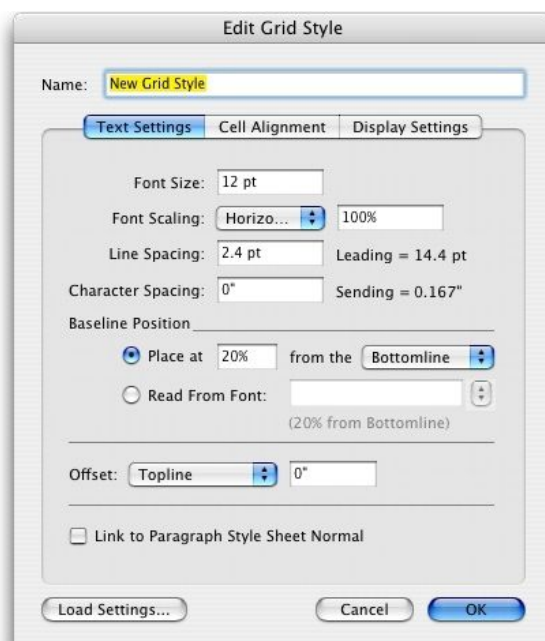 Edit Grid Style
Name: New Grid Style
Text Settings Cell Alignment Display Settings
Font Size: 12 pt
Font Scaling: Horizo... 100%
Line Spacing: 2.4 pt Leading = 14.4 pt
Character Spacing: 0" Sending = 0.167"
Baseline Position
Place at 20% from the Bottomline
Read From Font:
(20% from Bottomline)
Offset: Topline 0"
Link to Paragraph Style Sheet Normal
Load Settings... Cancel OK